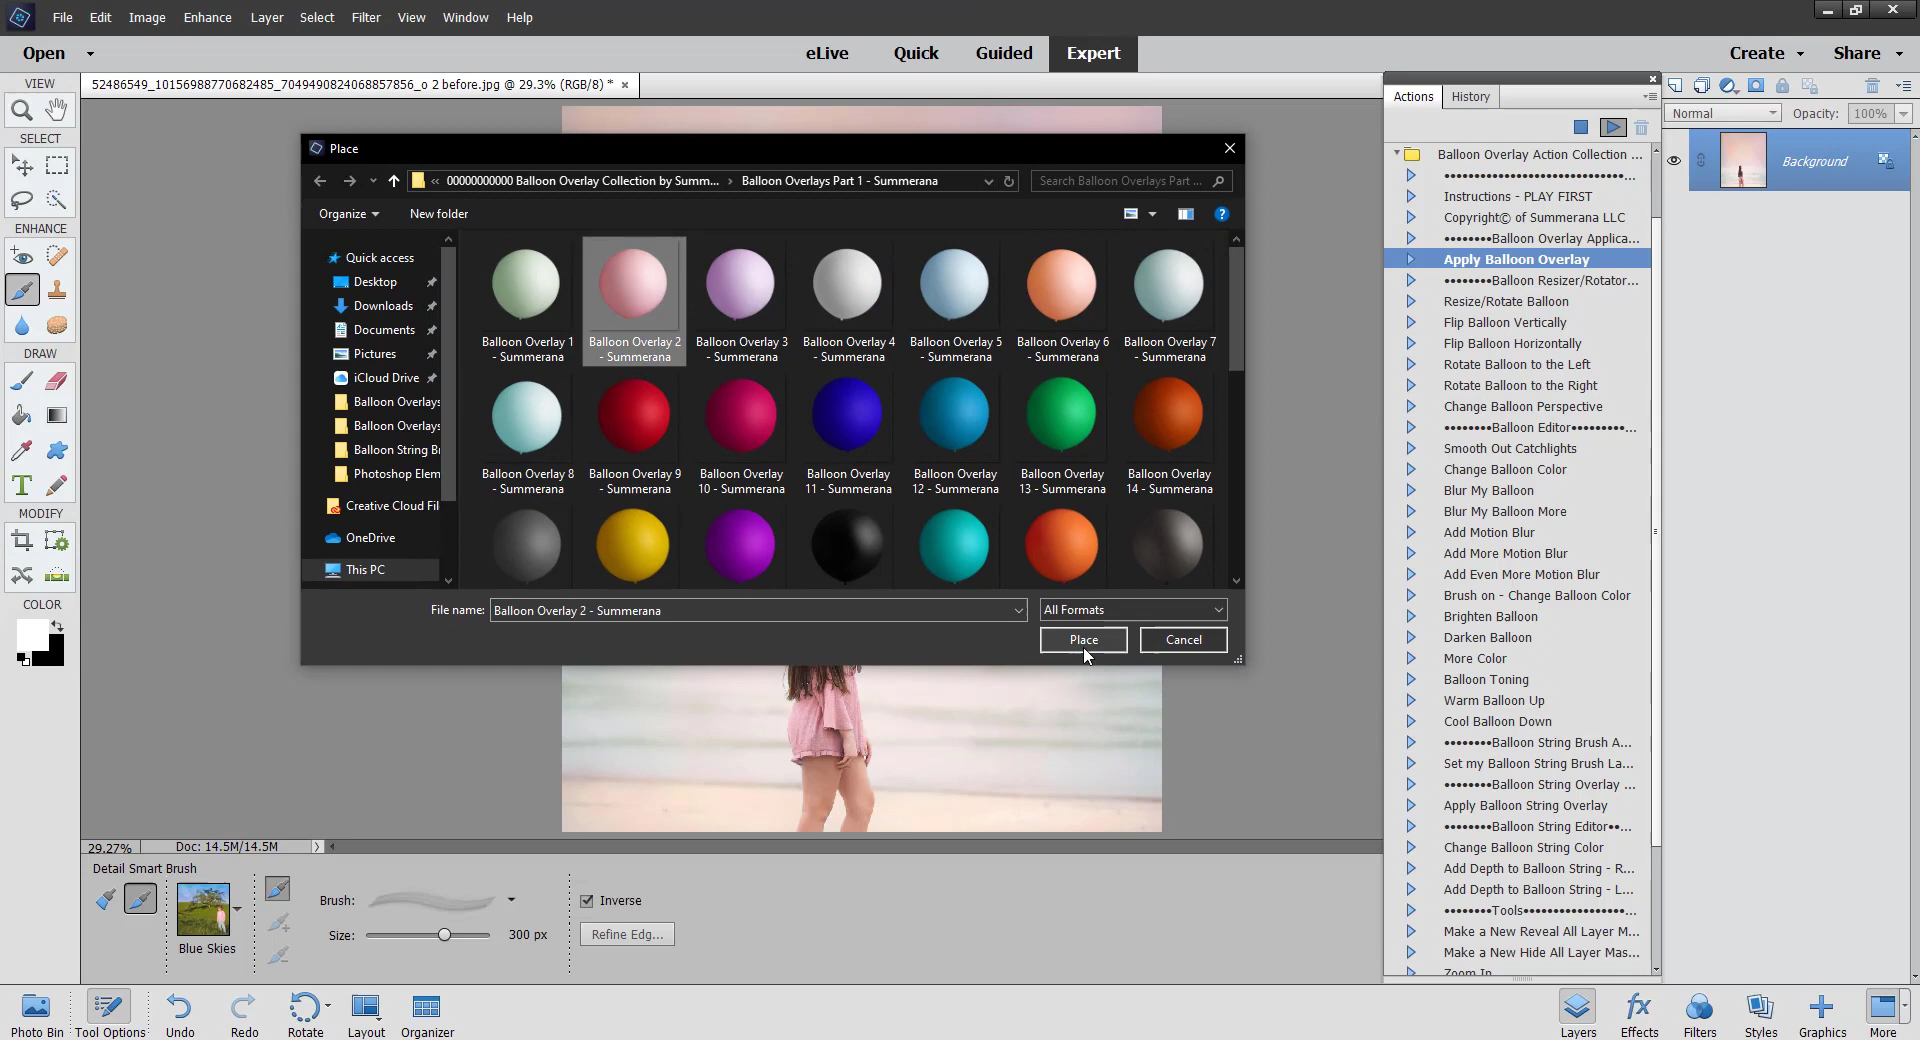 File Edit Image Enhance Layer Select Filter View Window Help
Open eLive Quick Guided Expert Create Share
VIEW
SELECT
ENHANCE
DRAW
MODIFY
COLOR
52486549_10156988770682485_7049490824068857856_o 2 before.jpg @ 29.3% (RGB/8) *
Place
00000000000 Balloon Overlay Collection by Summ... Balloon Overlays Part 1 - Summerana
Search Balloon Overlays Part ...
Organize New folder
Quick access
Desktop
Downloads
Documents
Pictures
iCloud Drive
Balloon Overlays
Balloon Overlays
Balloon String Br
Photoshop Elem
Creative Cloud Fil
OneDrive
This PC
Balloon Overlay 1 Balloon Overlay 2 Balloon Overlay 3 Balloon Overlay 4 Balloon Overlay 5 Balloon Overlay 6 Balloon Overlay 7
- Summerana - Summerana - Summerana - Summerana - Summerana - Summerana - Summerana
Balloon Overlay 8 Balloon Overlay 9 Balloon Overlay Balloon Overlay Balloon Overlay Balloon Overlay Balloon Overlay
- Summerana - Summerana 10 - Summerana 11 - Summerana 12 - Summerana 13 - Summerana 14 - Summerana
File name: Balloon Overlay 2 - Summerana All Formats
Place Cancel
Actions History
Balloon Overlay Action Collection ...
•••••••••••••••••••••••••••••...
Instructions - PLAY FIRST
Copyright© of Summerana LLC
••••••••Balloon Overlay Applica...
Apply Balloon Overlay
••••••••Balloon Resizer/Rotator...
Resize/Rotate Balloon
Flip Balloon Vertically
Flip Balloon Horizontally
Rotate Balloon to the Left
Rotate Balloon to the Right
Change Balloon Perspective
••••••••Balloon Editor•••••••••...
Smooth Out Catchlights
Change Balloon Color
Blur My Balloon
Blur My Balloon More
Add Motion Blur
Add More Motion Blur
Add Even More Motion Blur
Brush on - Change Balloon Color
Brighten Balloon
Darken Balloon
More Color
Balloon Toning
Warm Balloon Up
Cool Balloon Down
••••••••Balloon String Brush A...
Set my Balloon String Brush La...
••••••••Balloon String Overlay ...
Apply Balloon String Overlay
••••••••Balloon String Editor••...
Change Balloon String Color
Add Depth to Balloon String - R...
Add Depth to Balloon String - L...
••••••••Tools•••••••••••••••••...
Make a New Reveal All Layer M...
Make a New Hide All Layer Mas...
Zoom In
Normal Opacity: 100%
Background
29.27% Doc: 14.5M/14.5M
Detail Smart Brush
Blue Skies
Brush:
Size: 300 px
Inverse
Refine Edg...
Photo Bin Tool Options Undo Redo Rotate Layout Organizer Layers Effects Filters Styles Graphics More